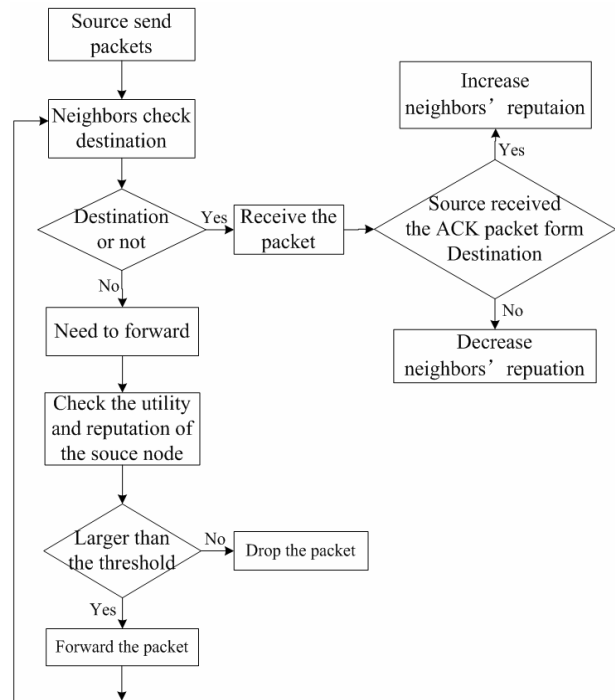 Source send
packets
Neighbors check
destination
Destination
or not
Yes
Receive the
packet
Source received
the ACK packet form
Destination
Yes
Increase
neighbors' reputaion
No
Decrease
neighbors' repuation
No
Need to forward
Check the utility
and reputation of
the souce node
Larger than
the threshold
No
Drop the packet
Yes
Forward the packet